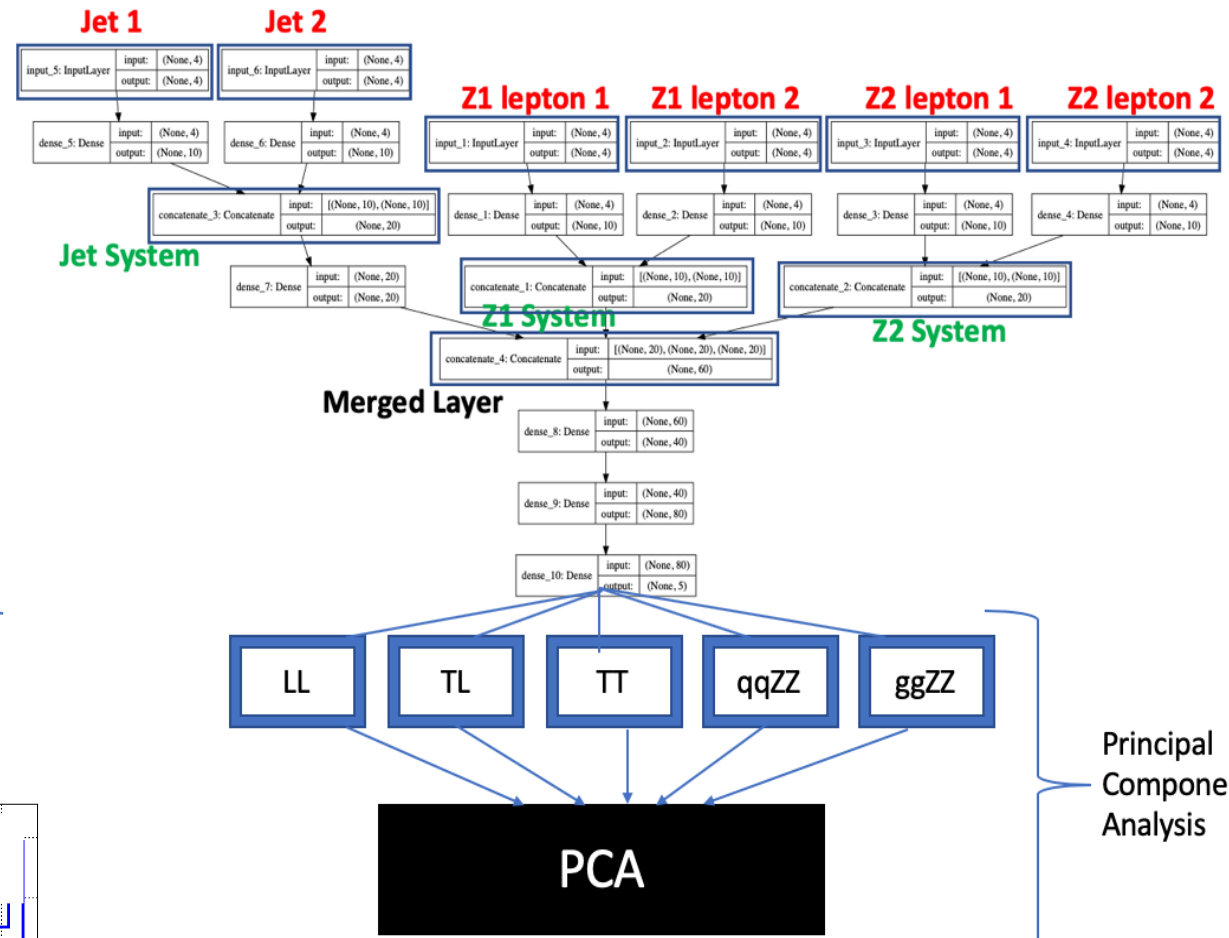 Jet 1
Jet 2
input_5: InputLayer
input: (None, 4)
output: (None, 4)
input_6: InputLayer
input: (None, 4)
output: (None, 4)
Z1 lepton 1
Z1 lepton 2
Z2 lepton 1
Z2 lepton 2
dense_5: Dense
input: (None, 4)
output: (None, 10)
dense_6: Dense
input: (None, 4)
output: (None, 10)
input_1: InputLayer
input: (None, 4)
output: (None, 4)
input_2: InputLayer
input: (None, 4)
output: (None, 4)
input_3: InputLayer
input: (None, 4)
output: (None, 4)
input_4: InputLayer
input: (None, 4)
output: (None, 4)
concatenate_3: Concatenate
input: [(None, 10), (None, 10)]
output: (None, 20)
dense_1: Dense
input: (None, 4)
output: (None, 10)
dense_2: Dense
input: (None, 4)
output: (None, 10)
dense_3: Dense
input: (None, 4)
output: (None, 10)
dense_4: Dense
input: (None, 4)
output: (None, 10)
Jet System
dense_7: Dense
input: (None, 20)
output: (None, 20)
concatenate_1: Concatenate
input: [(None, 10), (None, 10)]
output: (None, 20)
concatenate_2: Concatenate
input: [(None, 10), (None, 10)]
output: (None, 20)
Z1 System
Z2 System
concatenate_4: Concatenate
input: [(None, 20), (None, 20), (None, 20)]
output: (None, 60)
Merged Layer
dense_8: Dense
input: (None, 60)
output: (None, 40)
dense_9: Dense
input: (None, 40)
output: (None, 80)
dense_10: Dense
input: (None, 80)
output: (None, 5)
LL
TL
TT
qqZZ
ggZZ
Principal
Compone
Analysis
PCA